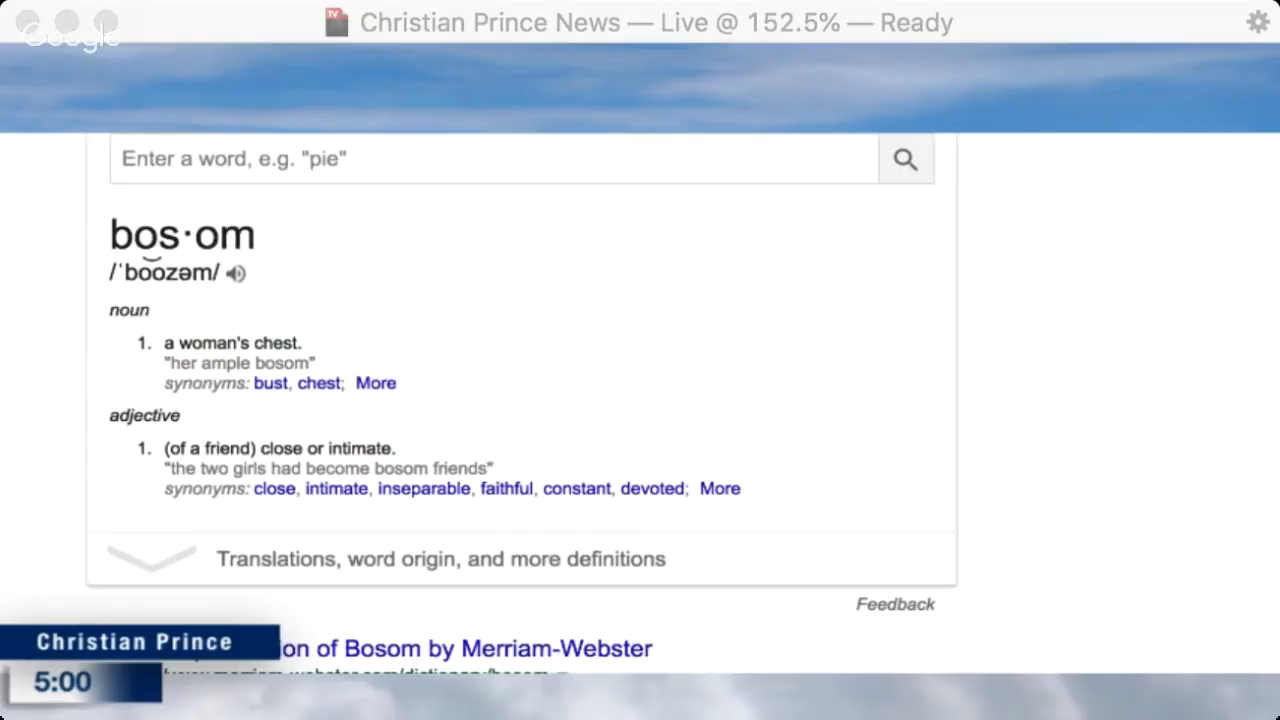 Google
TV
Christian Prince News — Live @ 152.5% — Ready
Enter a word, e.g. "pie"
bos·om
/ˈbo͝ozəm/
noun
1. a woman's chest.
"her ample bosom"
synonyms: bust, chest; More
adjective
1. (of a friend) close or intimate.
"the two girls had become bosom friends"
synonyms: close, intimate, inseparable, faithful, constant, devoted; More
Translations, word origin, and more definitions
Feedback
Christian Prince
ion of Bosom by Merriam-Webster
5:00